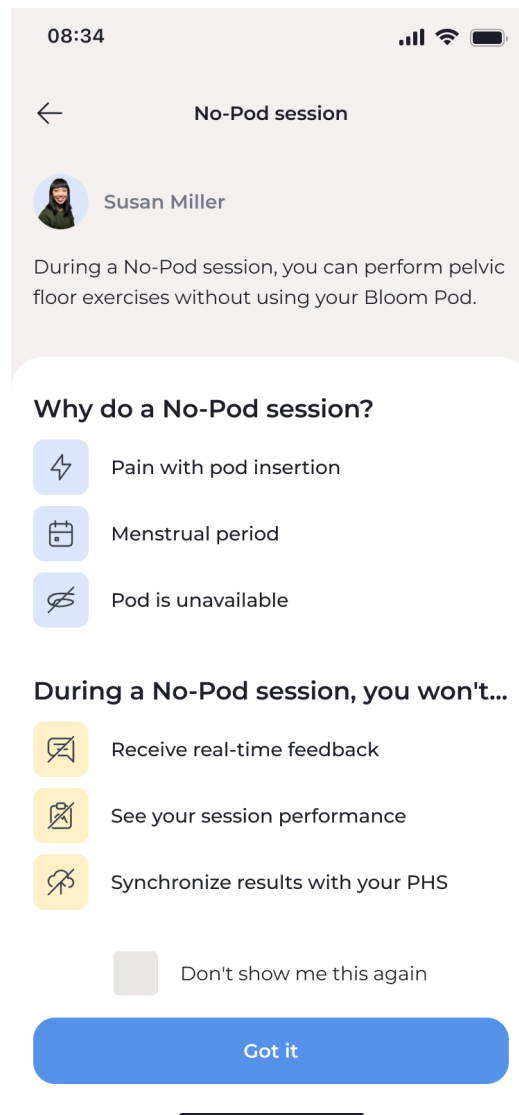 08:34
No-Pod session
Susan Miller
During a No-Pod session, you can perform pelvic
floor exercises without using your Bloom Pod.
Why do a No-Pod session?
Pain with pod insertion
Menstrual period
Pod is unavailable
During a No-Pod session, you won't...
Receive real-time feedback
See your session performance
Synchronize results with your PHS
Don't show me this again
Got it